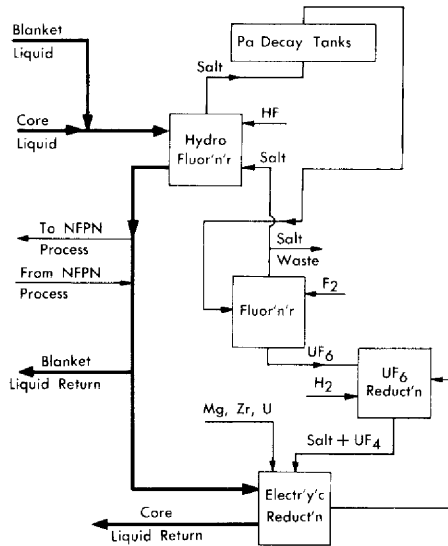 Blanket
Liquid
Pa Decay Tanks
Salt
HF
Core
Liquid
Hydro
Fluor'n'r
Salt
To NFPN
Process
Salt
Waste
From NFPN
Process
F2
Fluor'n'r
UF6
Blanket
Liquid Return
UF6
Reduct'n
H2
Mg, Zr, U
Salt + UF4
Electr'y'c
Reduct'n
Core
Liquid Return